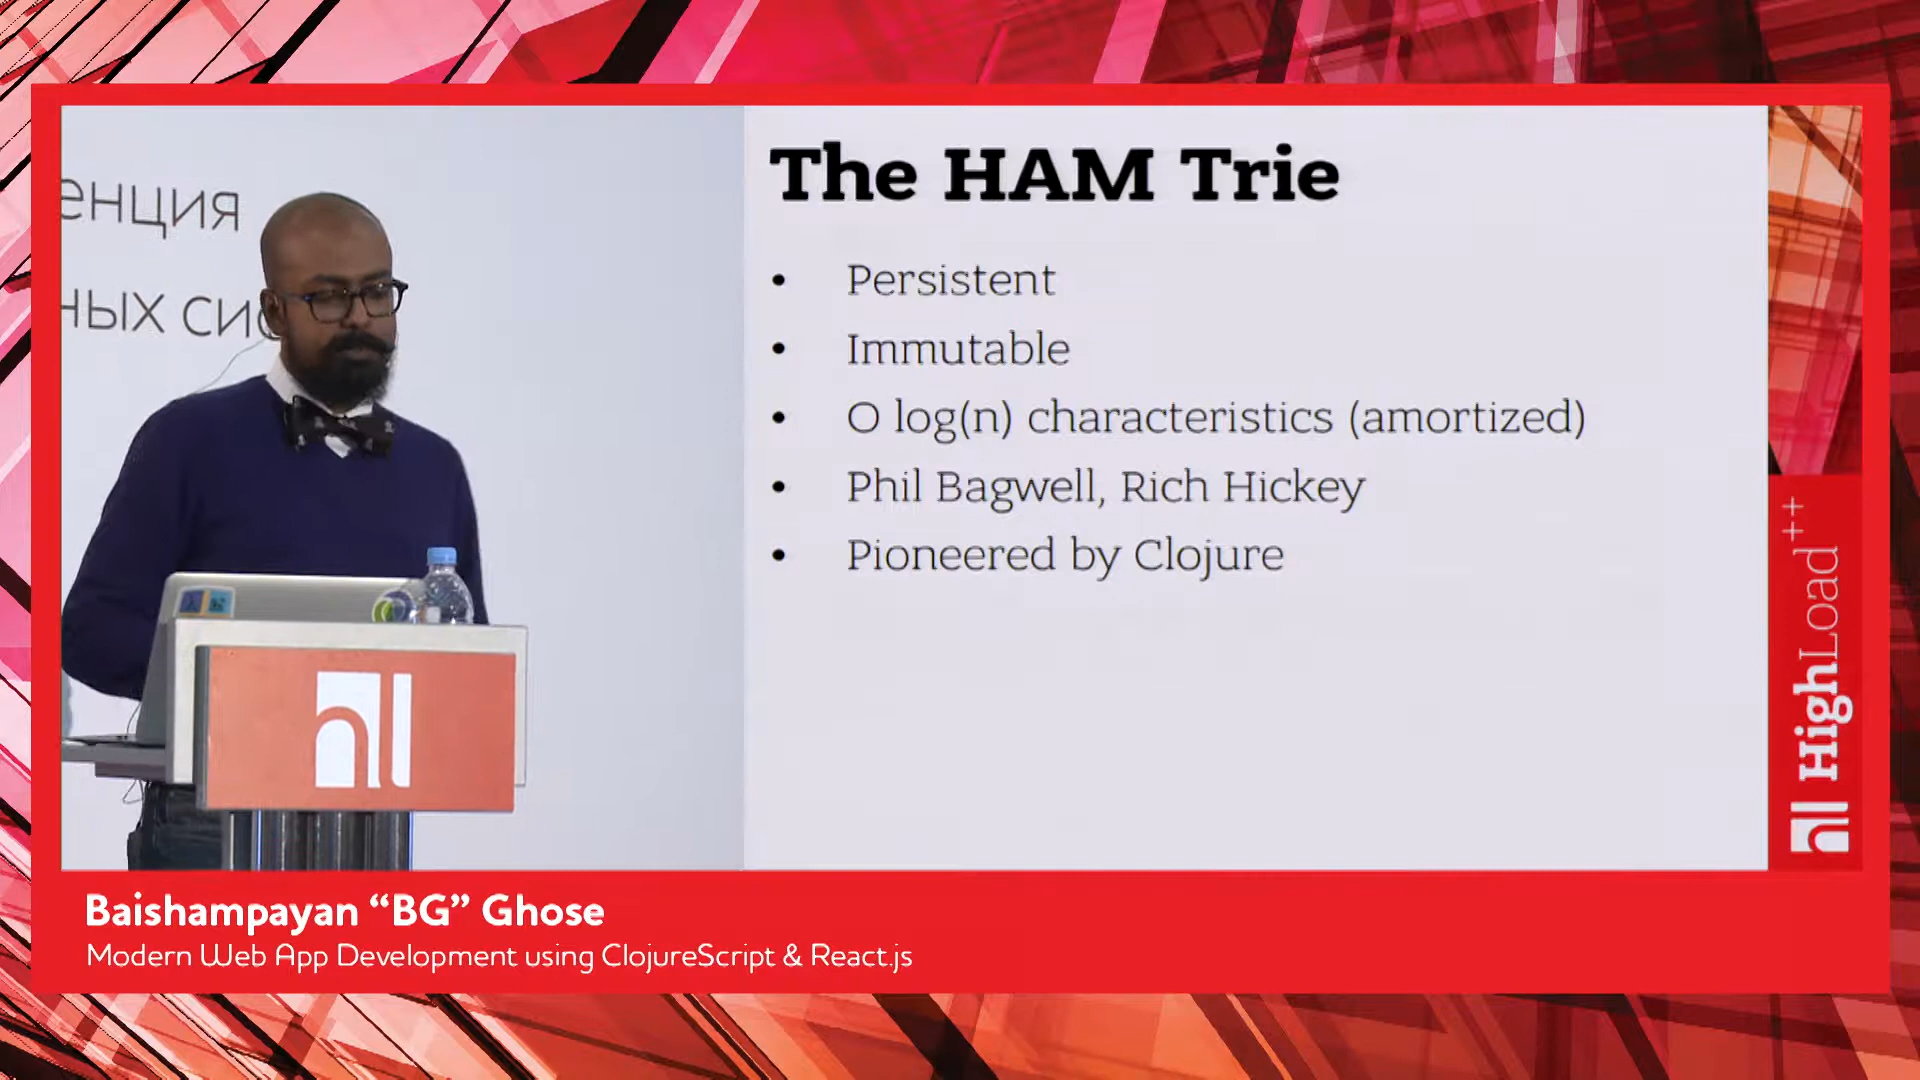 енция
ных сис
The HAM Trie
• Persistent
• Immutable
• O log(n) characteristics (amortized)
• Phil Bagwell, Rich Hickey
• Pioneered by Clojure
HighLoad++
Baishampayan “BG” Ghose
Modern Web App Development using ClojureScript & React.js